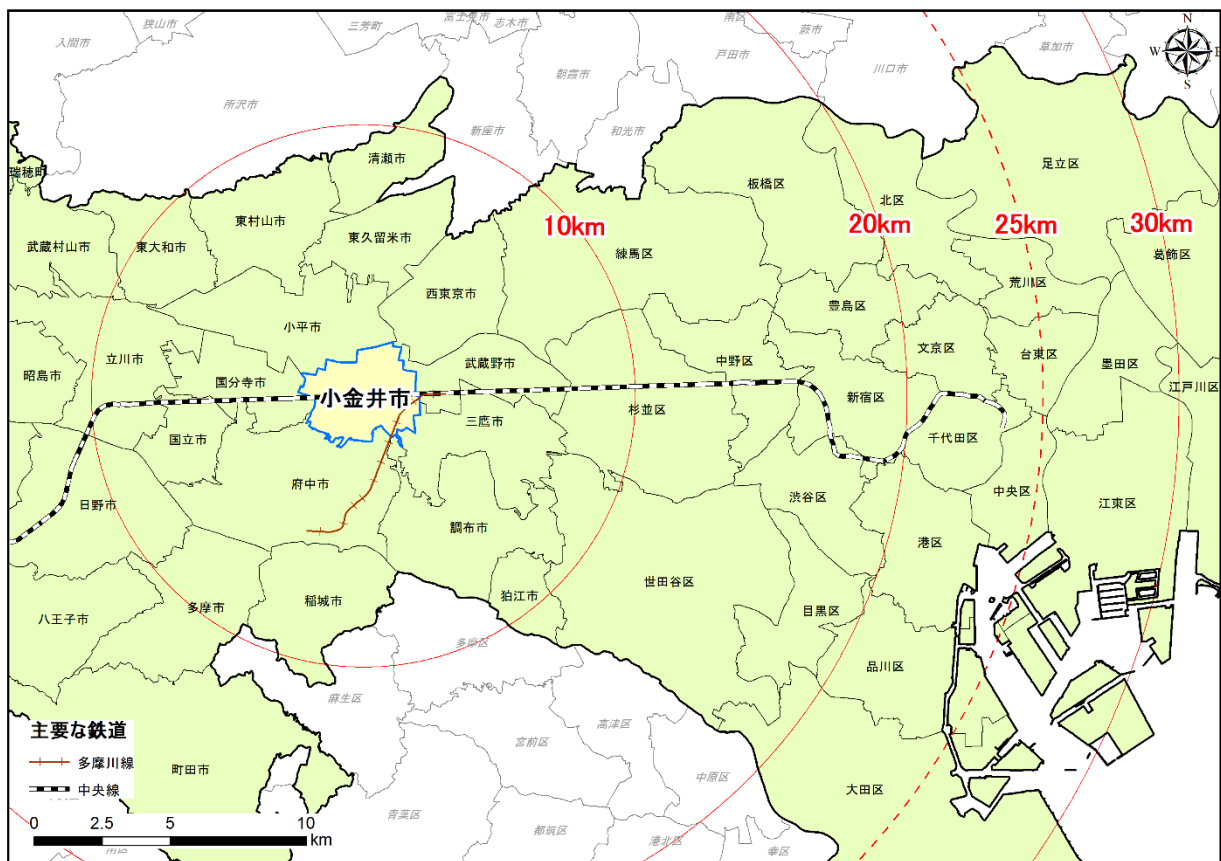 狭山市
三芳町
富士見市
志木市
南区
蕨市
草加市
入間市
朝霞市
戸田市
川口市
所沢市
新座市
和光市
N
W
E
S
瑞穂町
清瀬市
板橋区
足立区
東村山市
北区
武蔵村山市
東大和市
東久留米市
10km
練馬区
20km
25km
30km
葛飾区
西東京市
荒川区
小平市
豊島区
文京区
台東区
墨田区
昭島市
立川市
国分寺市
武蔵野市
中野区
江戸川区
小金井市
杉並区
新宿区
三鷹市
国立市
千代田区
府中市
日野市
渋谷区
中央区
江東区
調布市
港区
世田谷区
八王子市
多摩市
稲城市
狛江市
目黒区
多摩区
品川区
麻生区
高津区
宮前区
中原区
主要な鉄道
多摩川線
中央線
町田市
大田区
青葉区
都筑区
港北区
幸区
南区
0 2.5 5 10
km